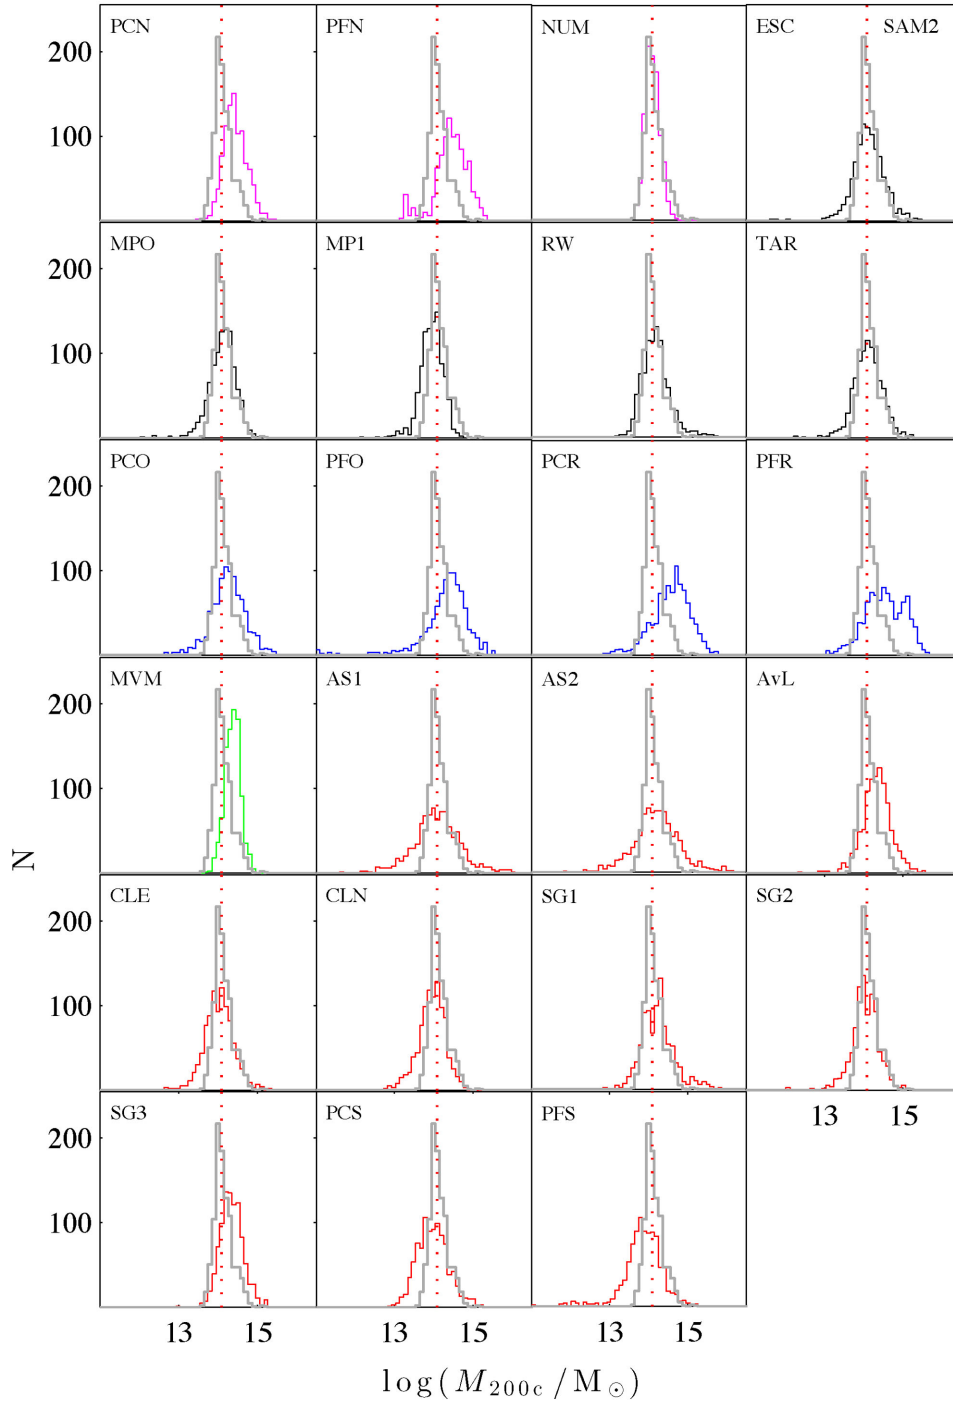 PCN PFN NUM ESC SAM2
200
100
MPO MP1 RW TAR
200
100
PCO PFO PCR PFR
200
100
MVM AS1 AS2 AvL
200
100
N
CLE CLN SG1 SG2
200
100
SG3 PCS PFS
13 15
200
100
13 15 13 15 13 15
log(M200c/M⊙)